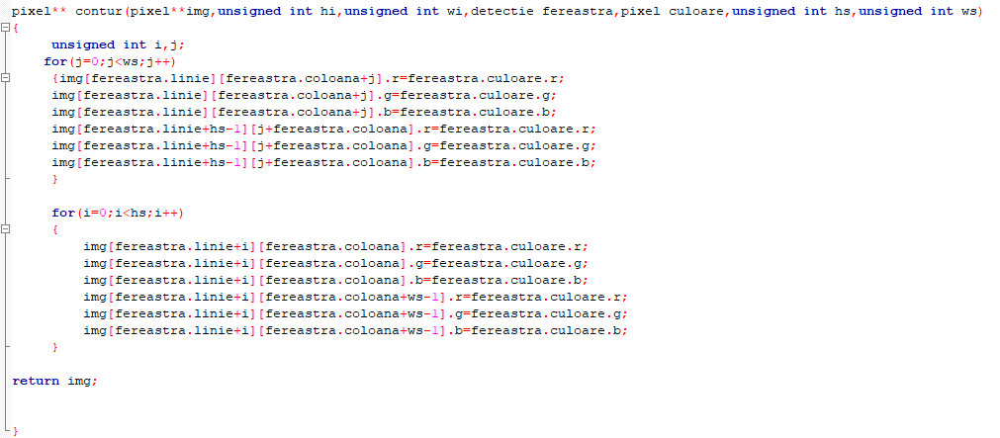 pixel** contur(pixel**img,unsigned int hi,unsigned int wi,detectie fereastra,pixel culoare,unsigned int hs,unsigned int ws)
{
unsigned int i,j;
for(j=0;j<ws;j++)
{img[fereastra.linie][fereastra.coloana+j].r=fereastra.culoare.r;
img[fereastra.linie][fereastra.coloana+j].g=fereastra.culoare.g;
img[fereastra.linie][fereastra.coloana+j].b=fereastra.culoare.b;
img[fereastra.linie+hs-1][j+fereastra.coloana].r=fereastra.culoare.r;
img[fereastra.linie+hs-1][j+fereastra.coloana].g=fereastra.culoare.g;
img[fereastra.linie+hs-1][j+fereastra.coloana].b=fereastra.culoare.b;
}
for(i=0;i<hs;i++)
{
img[fereastra.linie+i][fereastra.coloana].r=fereastra.culoare.r;
img[fereastra.linie+i][fereastra.coloana].g=fereastra.culoare.g;
img[fereastra.linie+i][fereastra.coloana].b=fereastra.culoare.b;
img[fereastra.linie+i][fereastra.coloana+ws-1].r=fereastra.culoare.r;
img[fereastra.linie+i][fereastra.coloana+ws-1].g=fereastra.culoare.g;
img[fereastra.linie+i][fereastra.coloana+ws-1].b=fereastra.culoare.b;
}
return img;
}